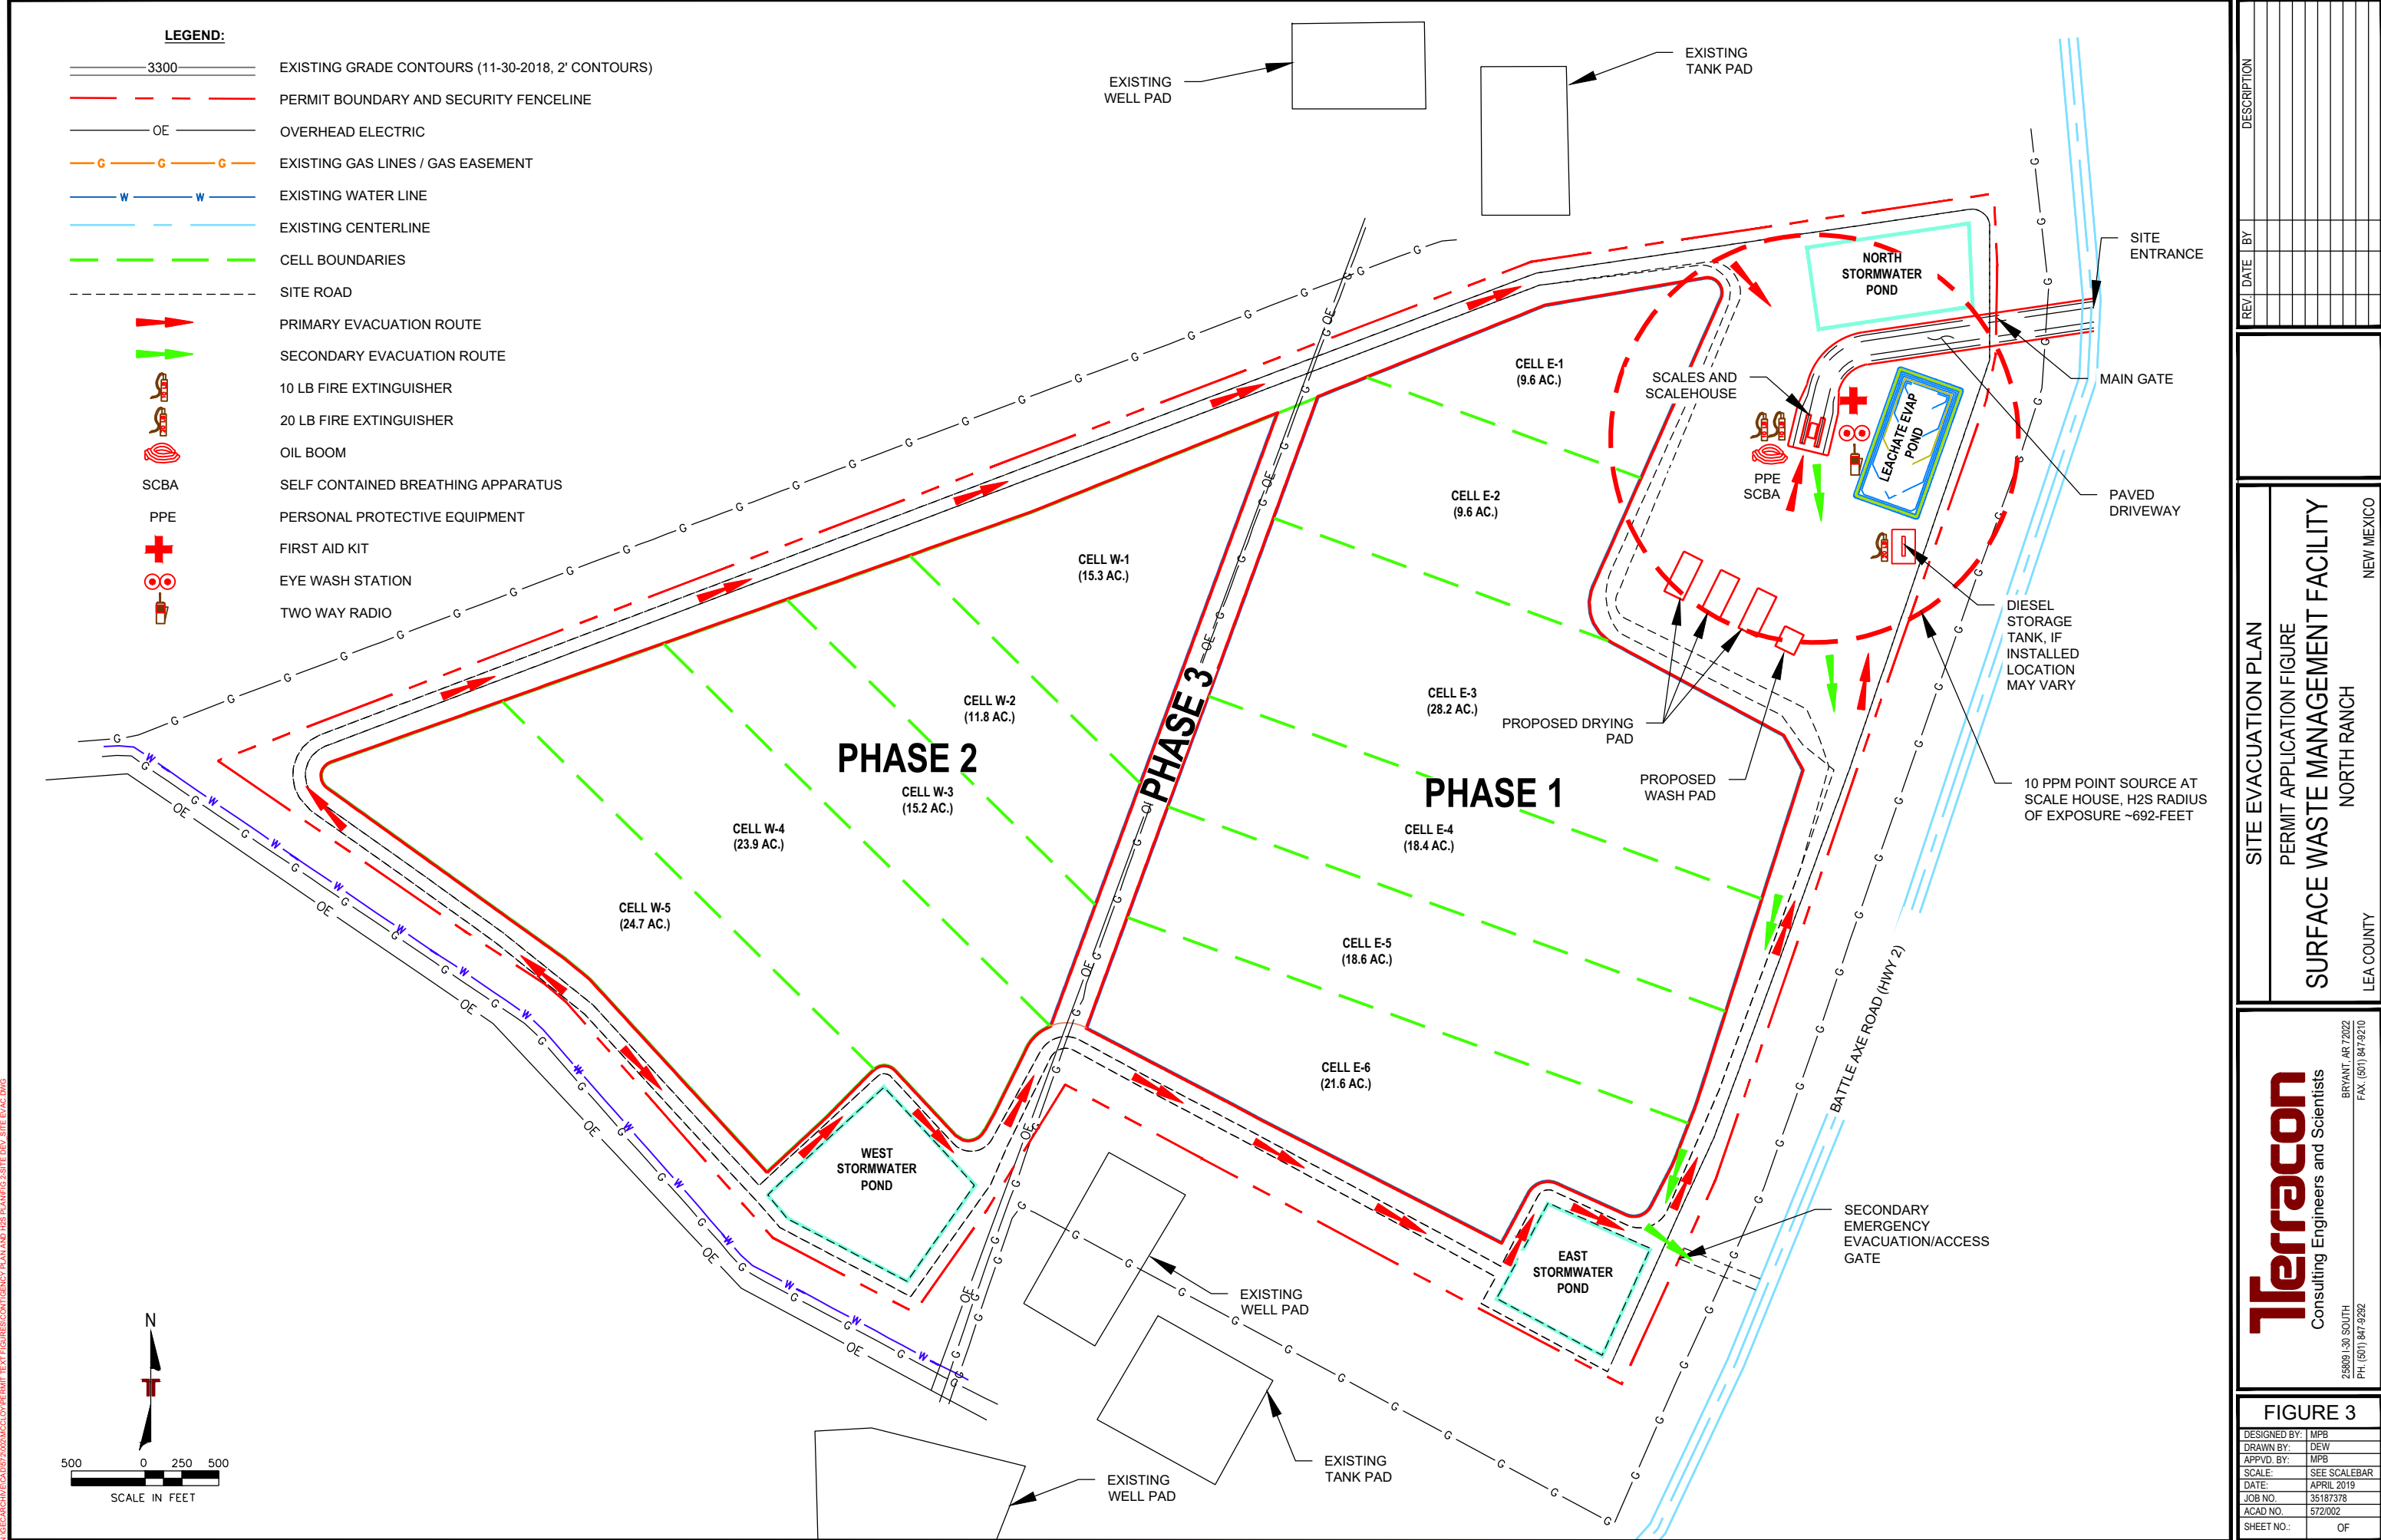 LEGEND:
3300
EXISTING GRADE CONTOURS (11-30-2018, 2' CONTOURS)
PERMIT BOUNDARY AND SECURITY FENCELINE
OE
OVERHEAD ELECTRIC
G G G
EXISTING GAS LINES / GAS EASEMENT
W W
EXISTING WATER LINE
EXISTING CENTERLINE
CELL BOUNDARIES
SITE ROAD
PRIMARY EVACUATION ROUTE
SECONDARY EVACUATION ROUTE
10 LB FIRE EXTINGUISHER
20 LB FIRE EXTINGUISHER
OIL BOOM
SCBA
SELF CONTAINED BREATHING APPARATUS
PPE
PERSONAL PROTECTIVE EQUIPMENT
FIRST AID KIT
EYE WASH STATION
TWO WAY RADIO
EXISTING
WELL PAD
EXISTING
TANK PAD
NORTH
STORMWATER
POND
SITE
ENTRANCE
MAIN GATE
SCALES AND
SCALEHOUSE
LEACHATE EVAP
POND
PPE
SCBA
PAVED
DRIVEWAY
DIESEL
STORAGE
TANK, IF
INSTALLED
LOCATION
MAY VARY
10 PPM POINT SOURCE AT
SCALE HOUSE, H2S RADIUS
OF EXPOSURE ~692-FEET
PROPOSED DRYING
PAD
PROPOSED
WASH PAD
CELL E-1
(9.6 AC.)
CELL E-2
(9.6 AC.)
CELL E-3
(28.2 AC.)
PHASE 1
CELL E-4
(18.4 AC.)
CELL E-5
(18.6 AC.)
CELL E-6
(21.6 AC.)
PHASE 3
CELL W-1
(15.3 AC.)
CELL W-2
(11.8 AC.)
PHASE 2
CELL W-3
(15.2 AC.)
CELL W-4
(23.9 AC.)
CELL W-5
(24.7 AC.)
WEST
STORMWATER
POND
EAST
STORMWATER
POND
BATTLE AXE ROAD (HWY 2)
SECONDARY
EMERGENCY
EVACUATION/ACCESS
GATE
EXISTING
WELL PAD
EXISTING
TANK PAD
EXISTING
WELL PAD
N
500 0 250 500
SCALE IN FEET
REV. DATE BY DESCRIPTION
SITE EVACUATION PLAN
PERMIT APPLICATION FIGURE
SURFACE WASTE MANAGEMENT FACILITY
NORTH RANCH
LEA COUNTY NEW MEXICO
Terracon
Consulting Engineers and Scientists
25809 I-30 SOUTH BRYANT, AR 72022
PH. (501) 847-9292 FAX. (501) 847-9210
FIGURE 3
DESIGNED BY: MPB
DRAWN BY: DEW
APPVD. BY: MPB
SCALE: SEE SCALEBAR
DATE: APRIL 2019
JOB NO. 35187378
ACAD NO. 572/002
SHEET NO.: OF